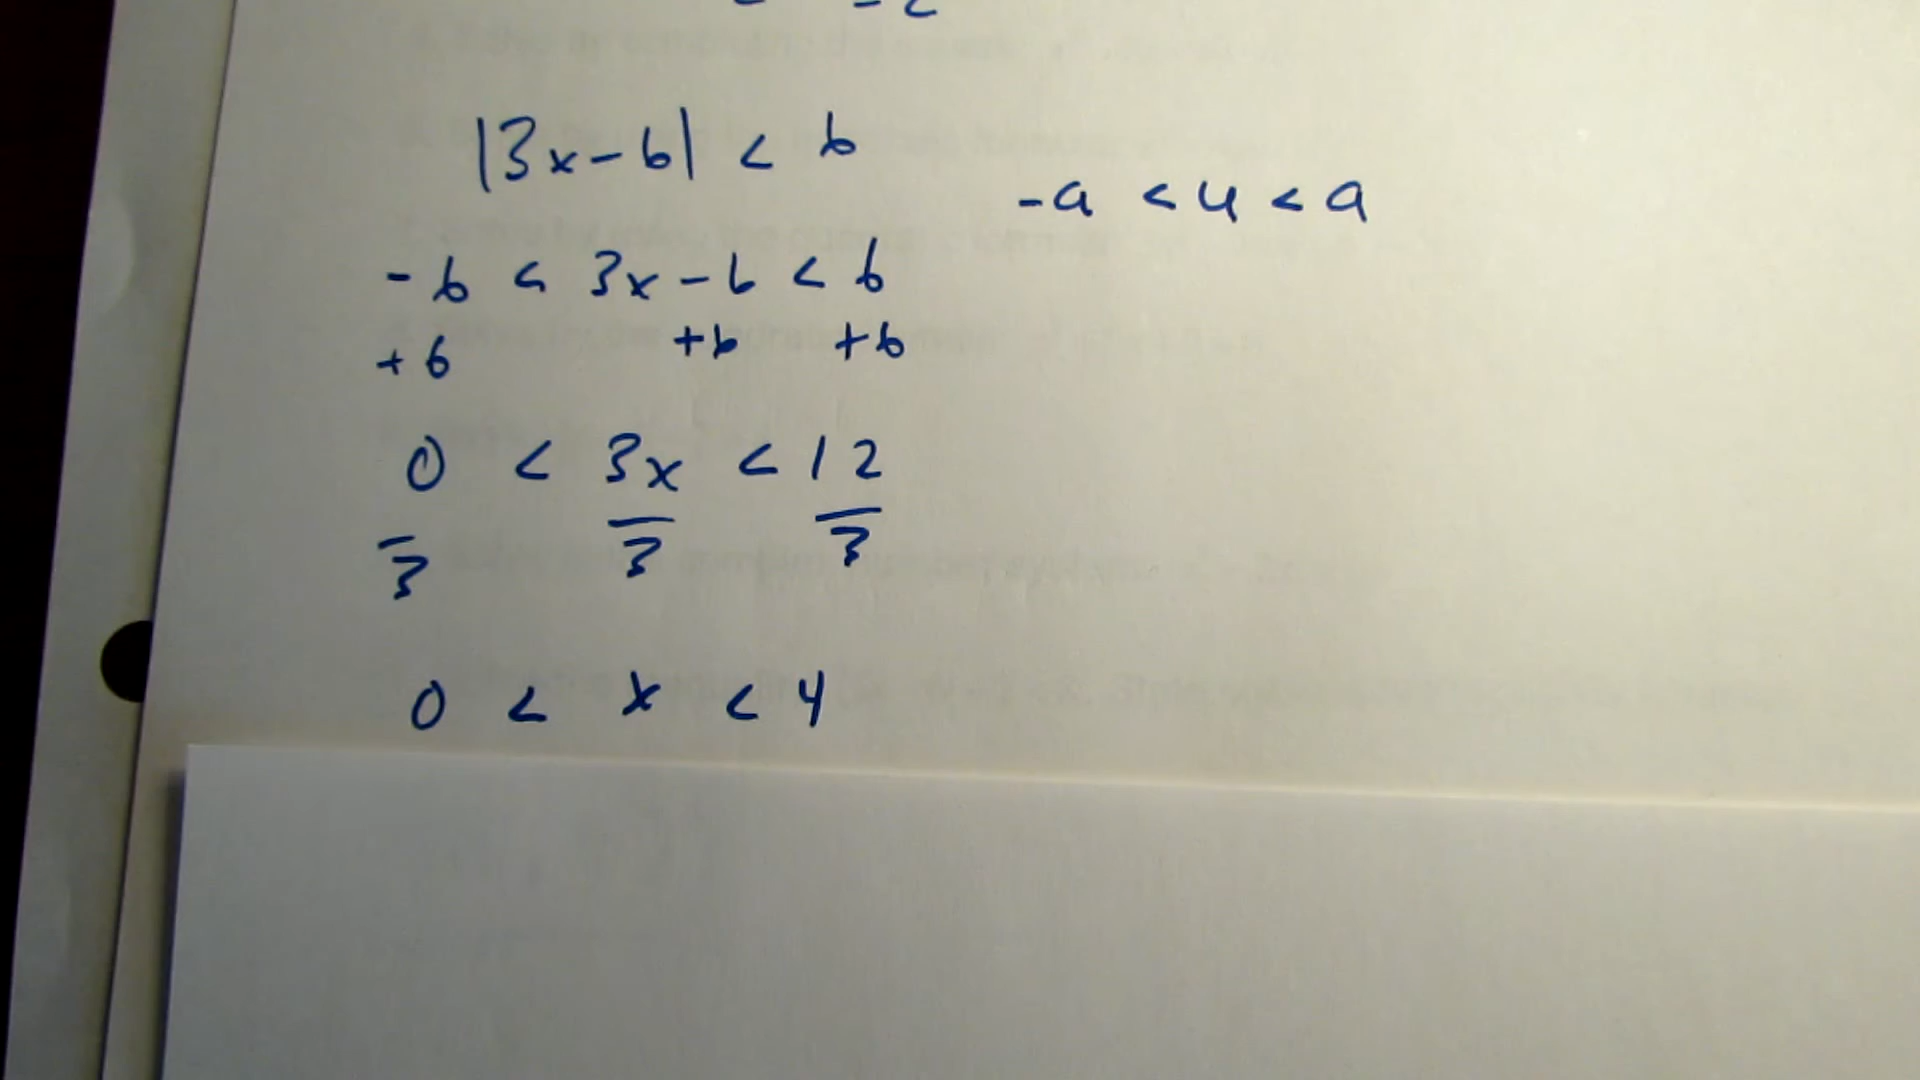 |3x-6| < 6
-a < u < a
-6 < 3x-6 < 6
+6 +6 +6
0 < 3x < 12
3 3 3
0 < x < 4